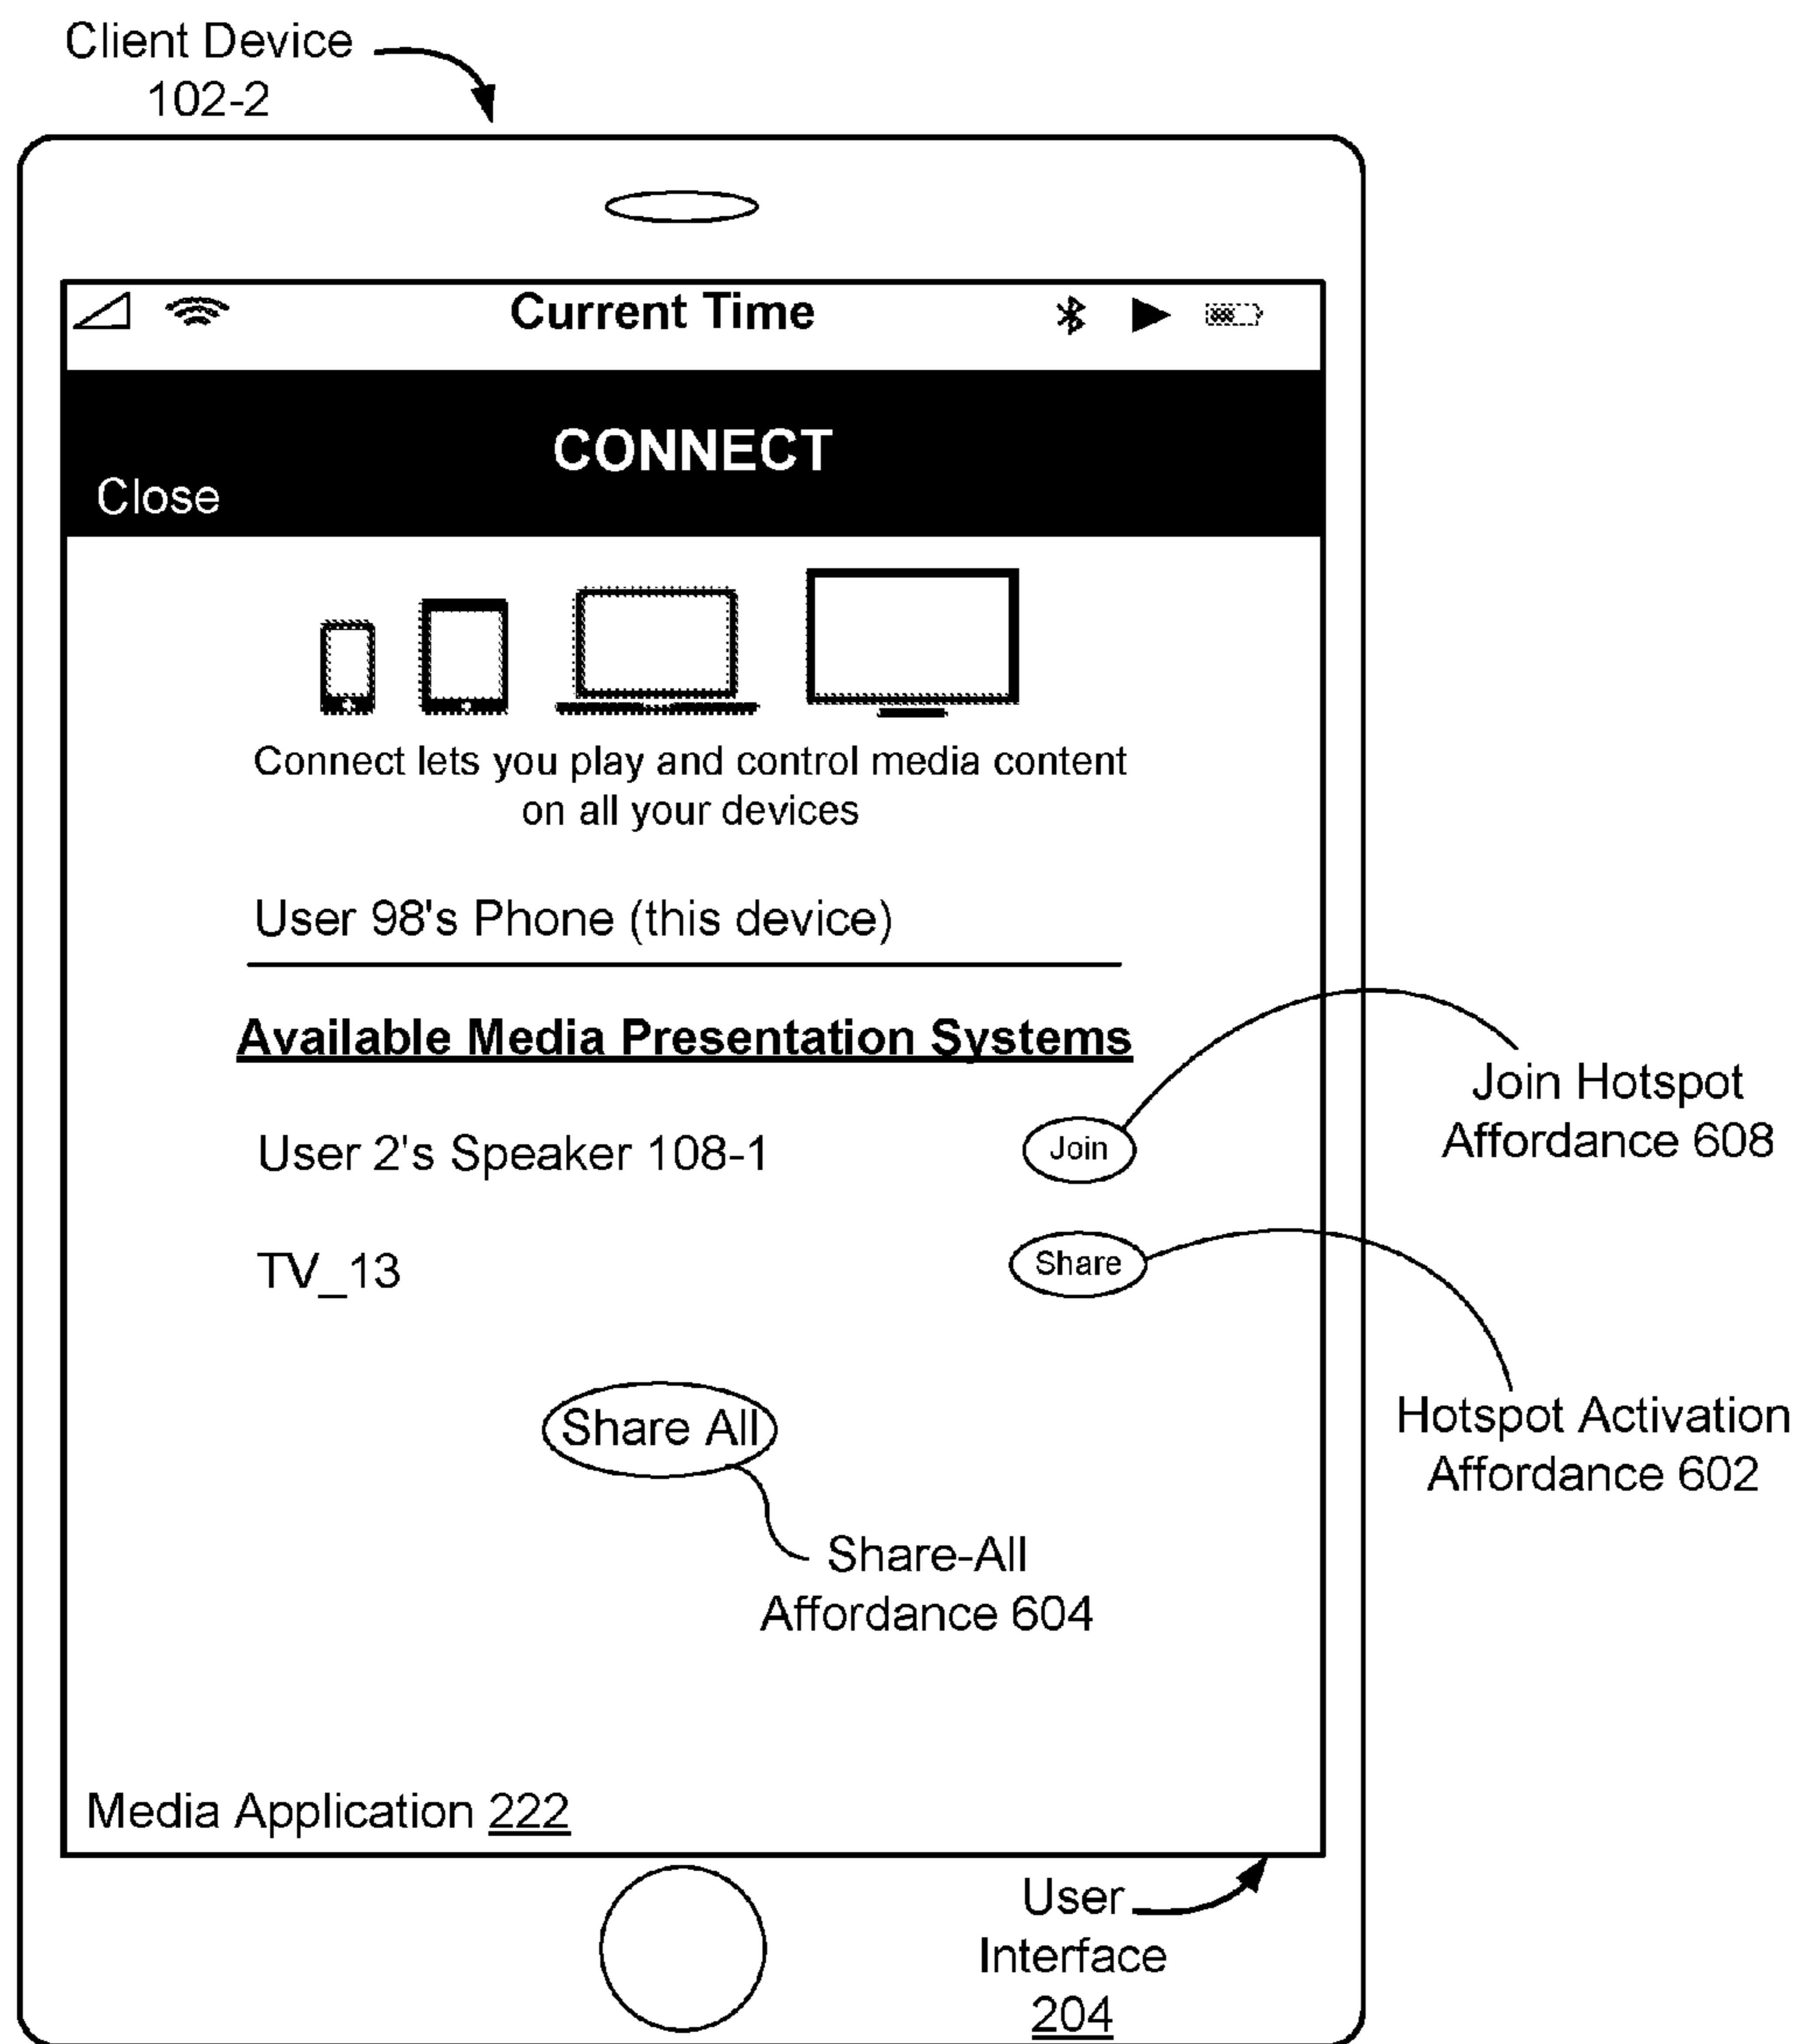 Client Device
102-2
Current Time
CONNECT
Close
Connect lets you play and control media content
on all your devices
User 98's Phone (this device)
Available Media Presentation Systems
User 2's Speaker 108-1
Join
Join Hotspot
Affordance 608
TV_13
Share
Hotspot Activation
Affordance 602
Share All
Share-All
Affordance 604
Media Application 222
User
Interface
204